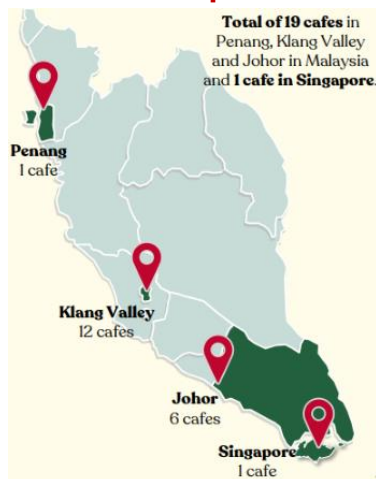 Total of 19 cafes in
Penang, Klang Valley
and Johor in Malaysia
and 1 cafe in Singapore.
Penang
1 cafe
Klang Valley
12 cafes
Johor
6 cafes
Singapore
1 cafe